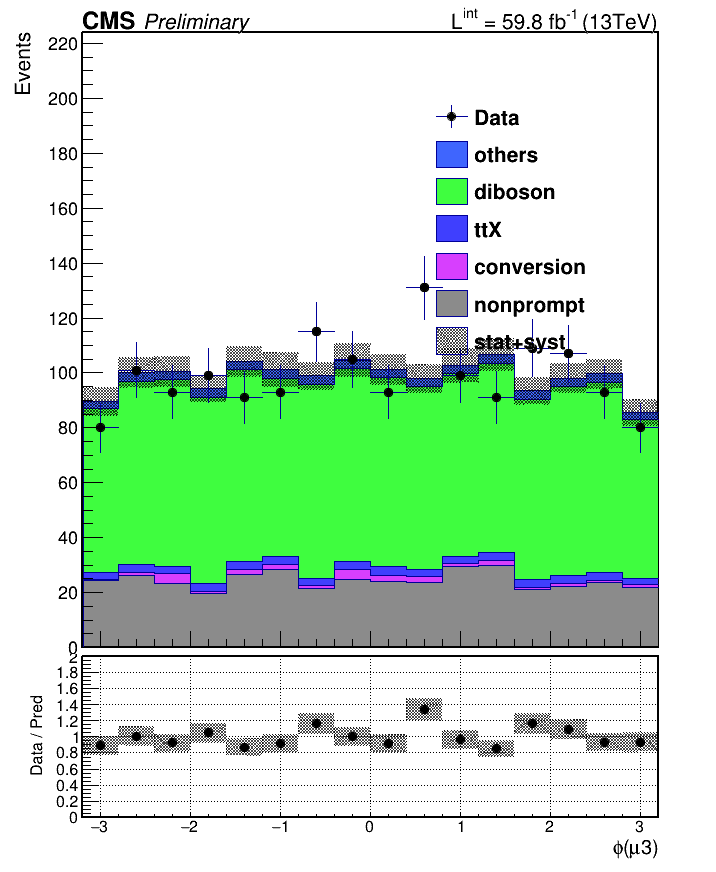 CMS Preliminary
L^int = 59.8 fb^-1 (13TeV)
Events
220
200
180
160
140
120
100
80
60
40
20
0
Data
others
diboson
ttX
conversion
nonprompt
stat+syst
Data / Pred
2
1.8
1.6
1.4
1.2
1
0.8
0.6
0.4
0.2
0
−3 −2 −1 0 1 2 3
ϕ(μ3)